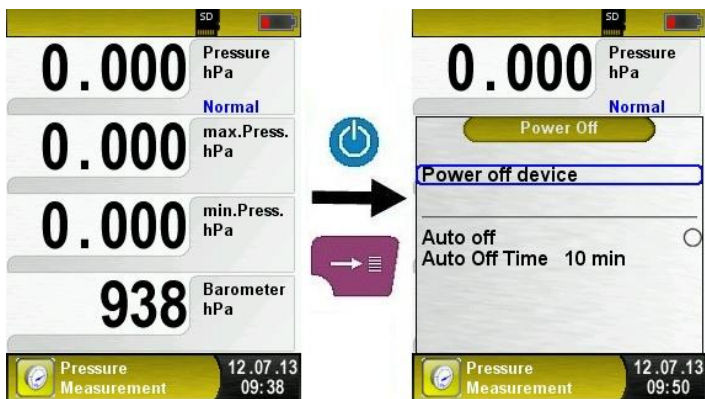 SD
0.000 Pressure
hPa
Normal
0.000 max.Press.
hPa
0.000 min.Press.
hPa
938 Barometer
hPa
Pressure
Measurement
12.07.13
09:38
SD
0.000 Pressure
hPa
Normal
Power Off
Power off device
Auto off
Auto Off Time 10 min
Pressure
Measurement
12.07.13
09:50